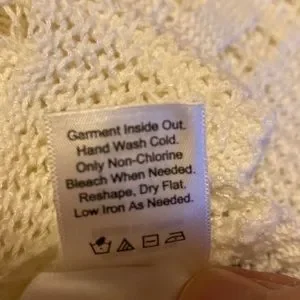 Garment Inside Out.
Hand Wash Cold.
Only Non-Chlorine
Bleach When Needed.
Reshape, Dry Flat.
Low Iron As Needed.